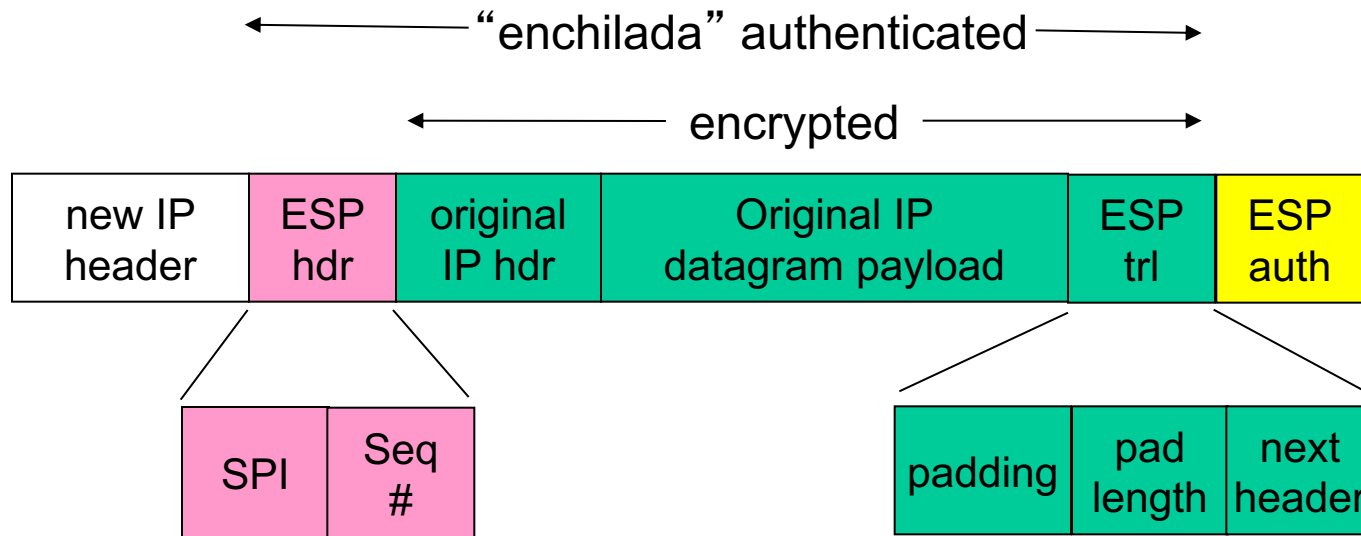 “enchilada” authenticated
encrypted
new IP
header
ESP
hdr
original
IP hdr
Original IP
datagram payload
ESP
trl
ESP
auth
SPI
Seq
#
padding
pad
length
next
header